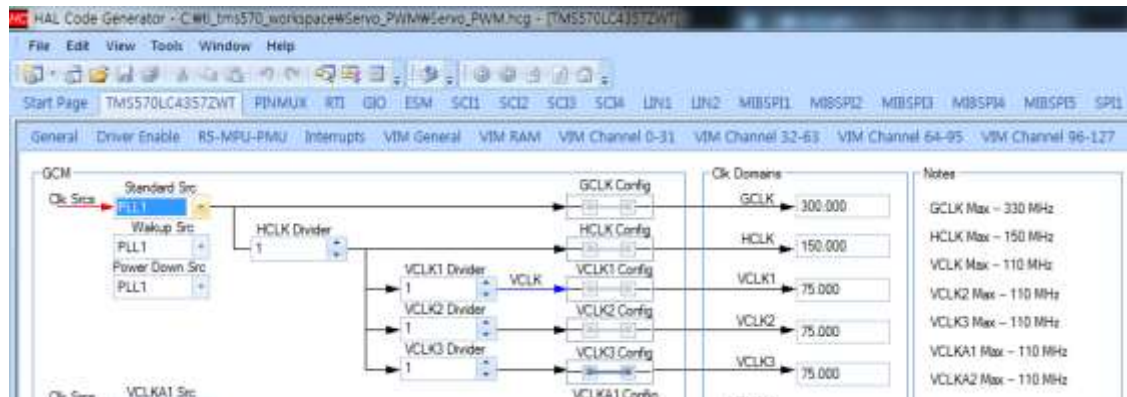 HAL Code Generator - C:₩ti_tms570_workspace₩Servo_PWM₩Servo_PWM.hcg - [TMS570LC4357ZWT]
File Edit View Tools Window Help
Start Page TMS570LC4357ZWT PINMUX RTI GIO ESM SCI1 SCI2 SCI3 SCI4 LIN1 LIN2 MIBSPI1 MIBSPI2 MIBSPI3 MIBSPI4 MIBSPI5 SPI1
General Driver Enable R5-MPU-PMU Interrupts VIM General VIM RAM VIM Channel 0-31 VIM Channel 32-63 VIM Channel 64-95 VIM Channel 96-127
GCM Clk Domains Notes
Standard Src GCLK Config
Clk Srcs PLL1 GCLK 300.000 GCLK Max – 330 MHz
Wakup Src HCLK Divider HCLK Config
PLL1 1 HCLK 150.000 HCLK Max – 150 MHz
Power Down Src VCLK1 Divider VCLK VCLK1 Config VCLK Max – 110 MHz
PLL1 1 VCLK1 75.000 VCLK2 Max – 110 MHz
VCLK2 Divider VCLK2 Config
1 VCLK2 75.000 VCLK3 Max – 110 MHz
VCLK3 Divider VCLK3 Config VCLKA1 Max – 110 MHz
1 VCLK3 75.000 VCLKA2 Max – 110 MHz
Clk Srcs VCLKA1 Src VCLKA1 Config